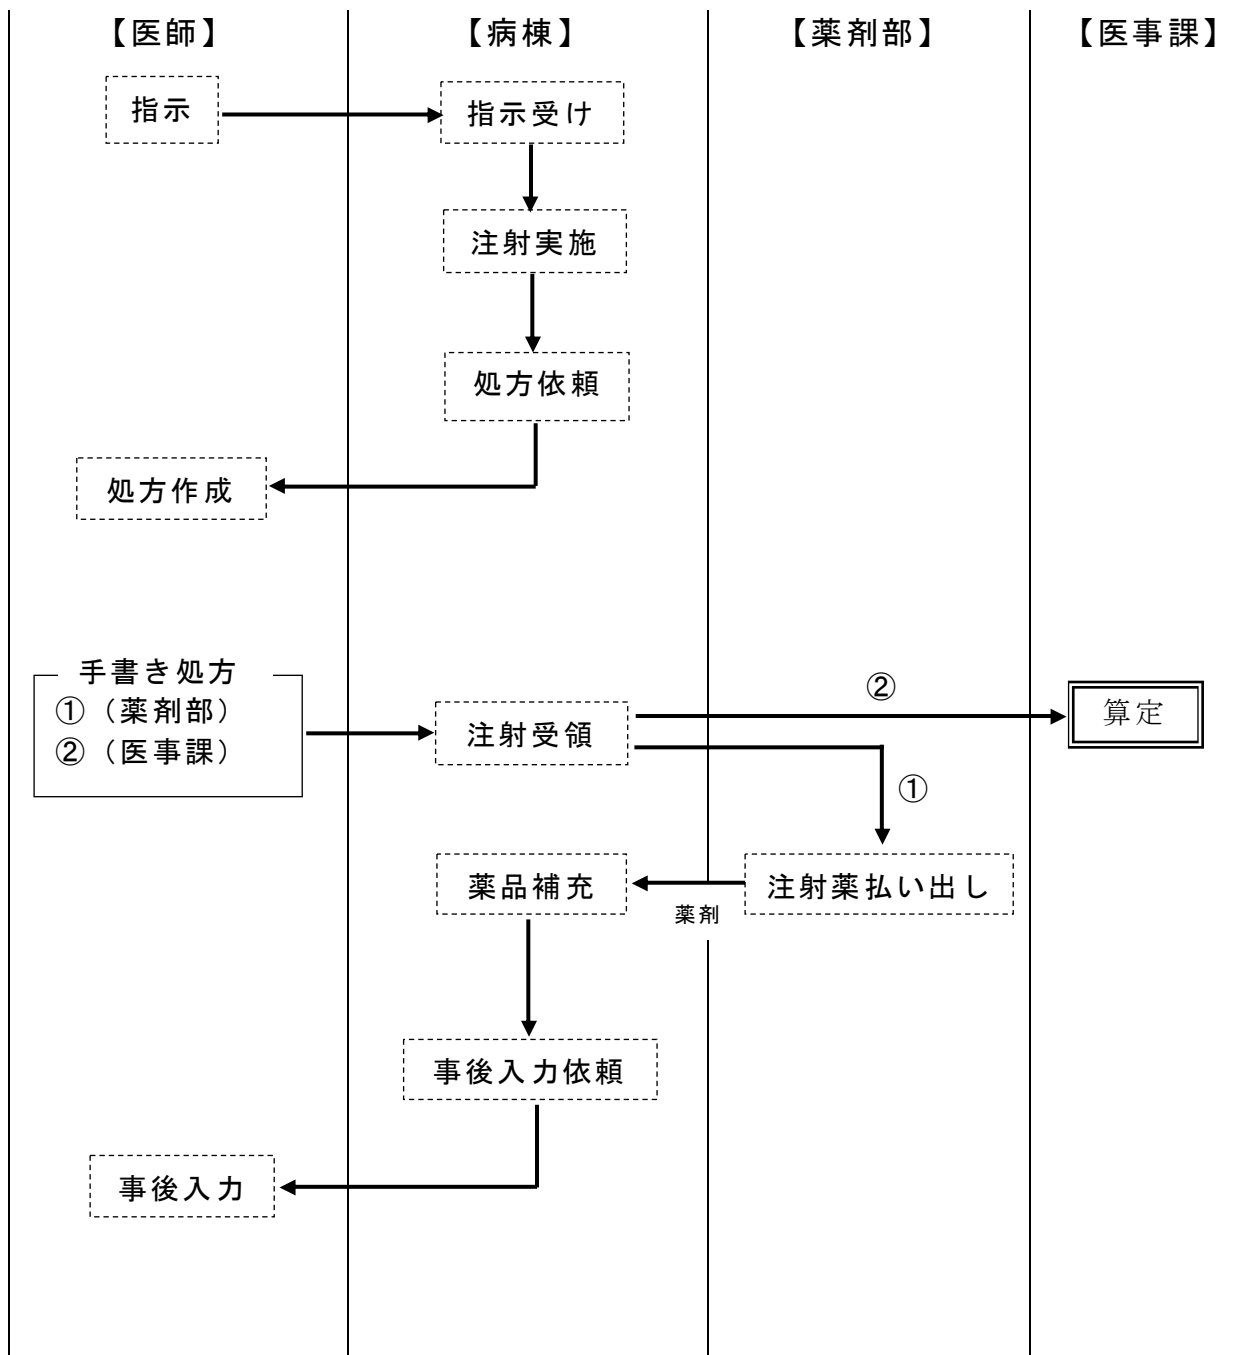 【医師】
【病棟】
【薬剤部】
【医事課】
指示
指示受け
注射実施
処方依頼
処方作成
手書き処方
①（薬剤部）
②（医事課）
注射受領
②
算定
①
薬品補充
薬剤
注射薬払い出し
事後入力依頼
事後入力